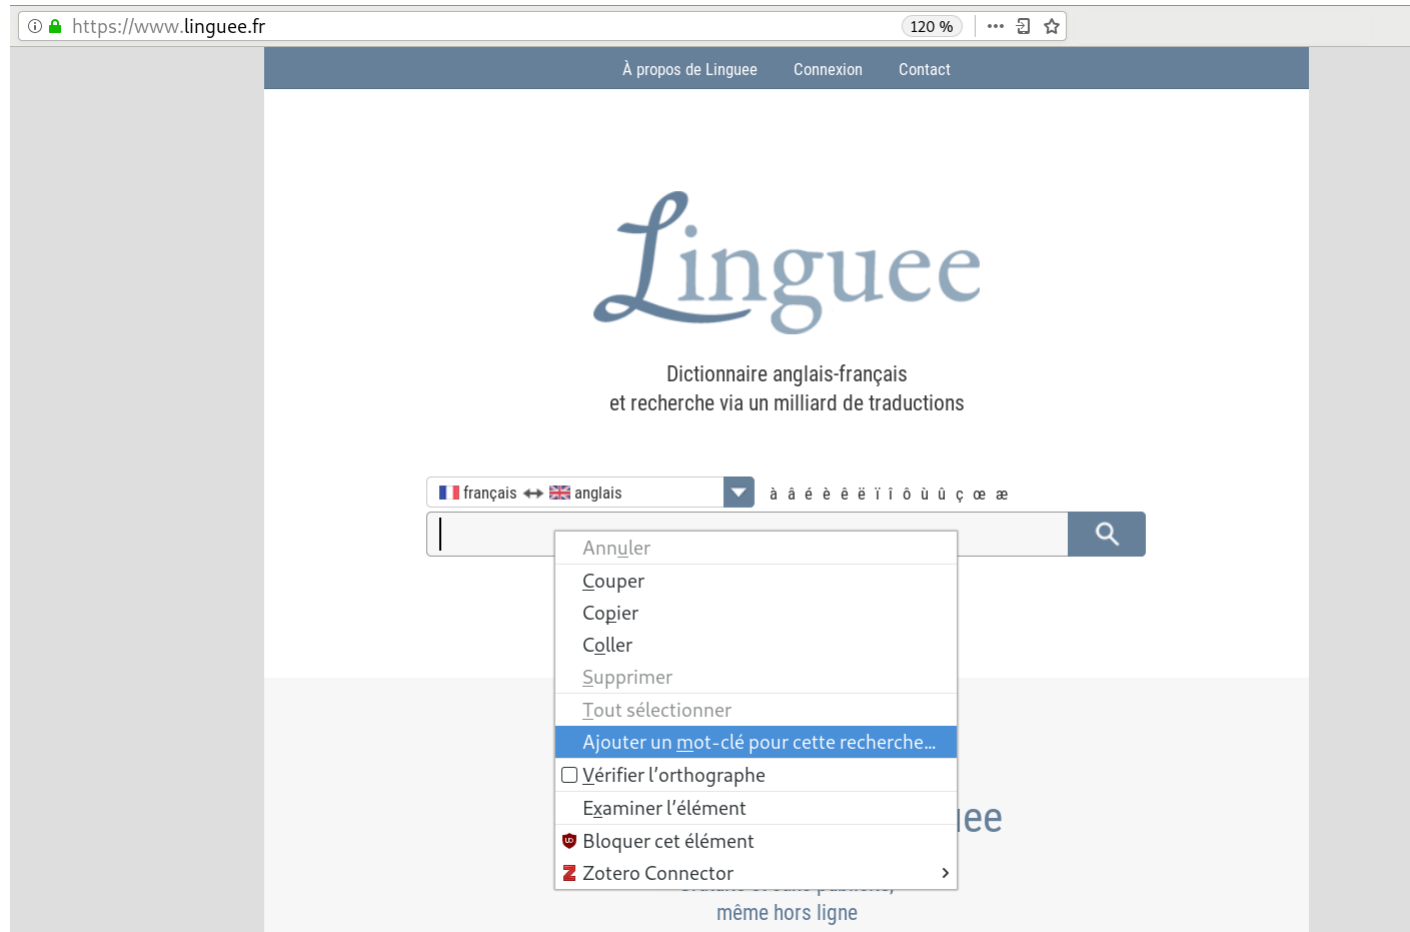 https://www.linguee.fr
120 %
À propos de Linguee Connexion Contact
Linguee
Dictionnaire anglais-français
et recherche via un milliard de traductions
français ↔ anglais
à â é è ê ë ï î ô ù û ç œ æ
Annuler
Couper
Copier
Coller
Supprimer
Tout sélectionner
Ajouter un mot-clé pour cette recherche...
Vérifier l’orthographe
Examiner l’élément
Bloquer cet élément
Zotero Connector
même hors ligne